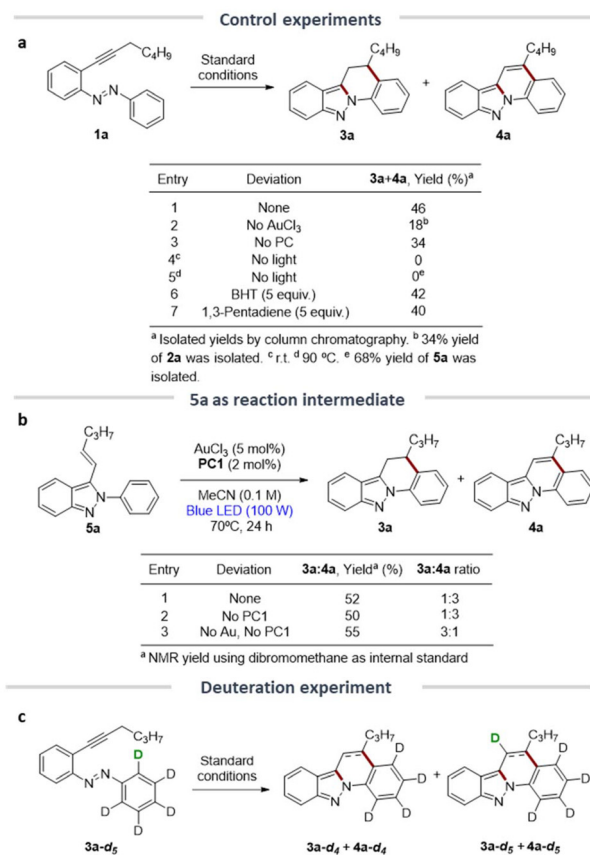 Control experiments
a
C₄H₉
N=N
1a
Standard
conditions
C₄H₉
N
N
3a
+
C₄H₉
N
N
4a
Entry Deviation 3a+4a, Yield (%)ᵃ
1 None 46
2 No AuCl₃ 18ᵇ
3 No PC 34
4ᶜ No light 0
5ᵈ No light 0ᵉ
6 BHT (5 equiv.) 42
7 1,3-Pentadiene (5 equiv.) 40
ᵃ Isolated yields by column chromatography. ᵇ 34% yield
of 2a was isolated. ᶜ r.t. ᵈ 90 ºC. ᵉ 68% yield of 5a was
isolated.
5a as reaction intermediate
b
C₃H₇
N
N
5a
AuCl₃ (5 mol%)
PC1 (2 mol%)
MeCN (0.1 M)
Blue LED (100 W)
70ºC, 24 h
C₃H₇
N
N
3a
+
C₃H₇
N
N
4a
Entry Deviation 3a:4a, Yieldᵃ (%) 3a:4a ratio
1 None 52 1:3
2 No PC1 50 1:3
3 No Au, No PC1 55 3:1
ᵃ NMR yield using dibromomethane as internal standard
Deuteration experiment
c
C₃H₇
D
N=N
D
D
D
D
3a-d₅
Standard
conditions
C₃H₇
D
D
D
D
N
N
3a-d₄ + 4a-d₄
+
D
C₃H₇
D
D
D
D
N
N
3a-d₅ + 4a-d₅